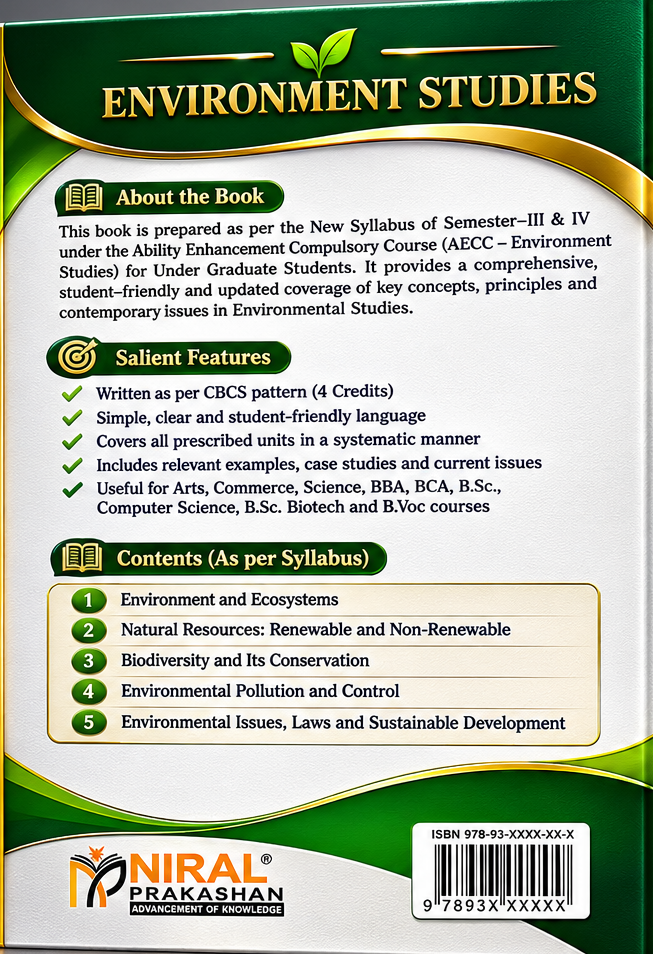 ENVIRONMENT STUDIES
About the Book
This book is prepared as per the New Syllabus of Semester–III & IV
under the Ability Enhancement Compulsory Course (AECC – Environment
Studies) for Under Graduate Students. It provides a comprehensive,
student–friendly and updated coverage of key concepts, principles and
contemporary issues in Environmental Studies.
Salient Features
Written as per CBCS pattern (4 Credits)
Simple, clear and student-friendly language
Covers all prescribed units in a systematic manner
Includes relevant examples, case studies and current issues
Useful for Arts, Commerce, Science, BBA, BCA, B.Sc.,
Computer Science, B.Sc. Biotech and B.Voc courses
Contents (As per Syllabus)
1 Environment and Ecosystems
2 Natural Resources: Renewable and Non-Renewable
3 Biodiversity and Its Conservation
4 Environmental Pollution and Control
5 Environmental Issues, Laws and Sustainable Development
NIRAL®
PRAKASHAN
ADVANCEMENT OF KNOWLEDGE
ISBN 978-93-XXXX-XX-X
9 7893X XXXXX